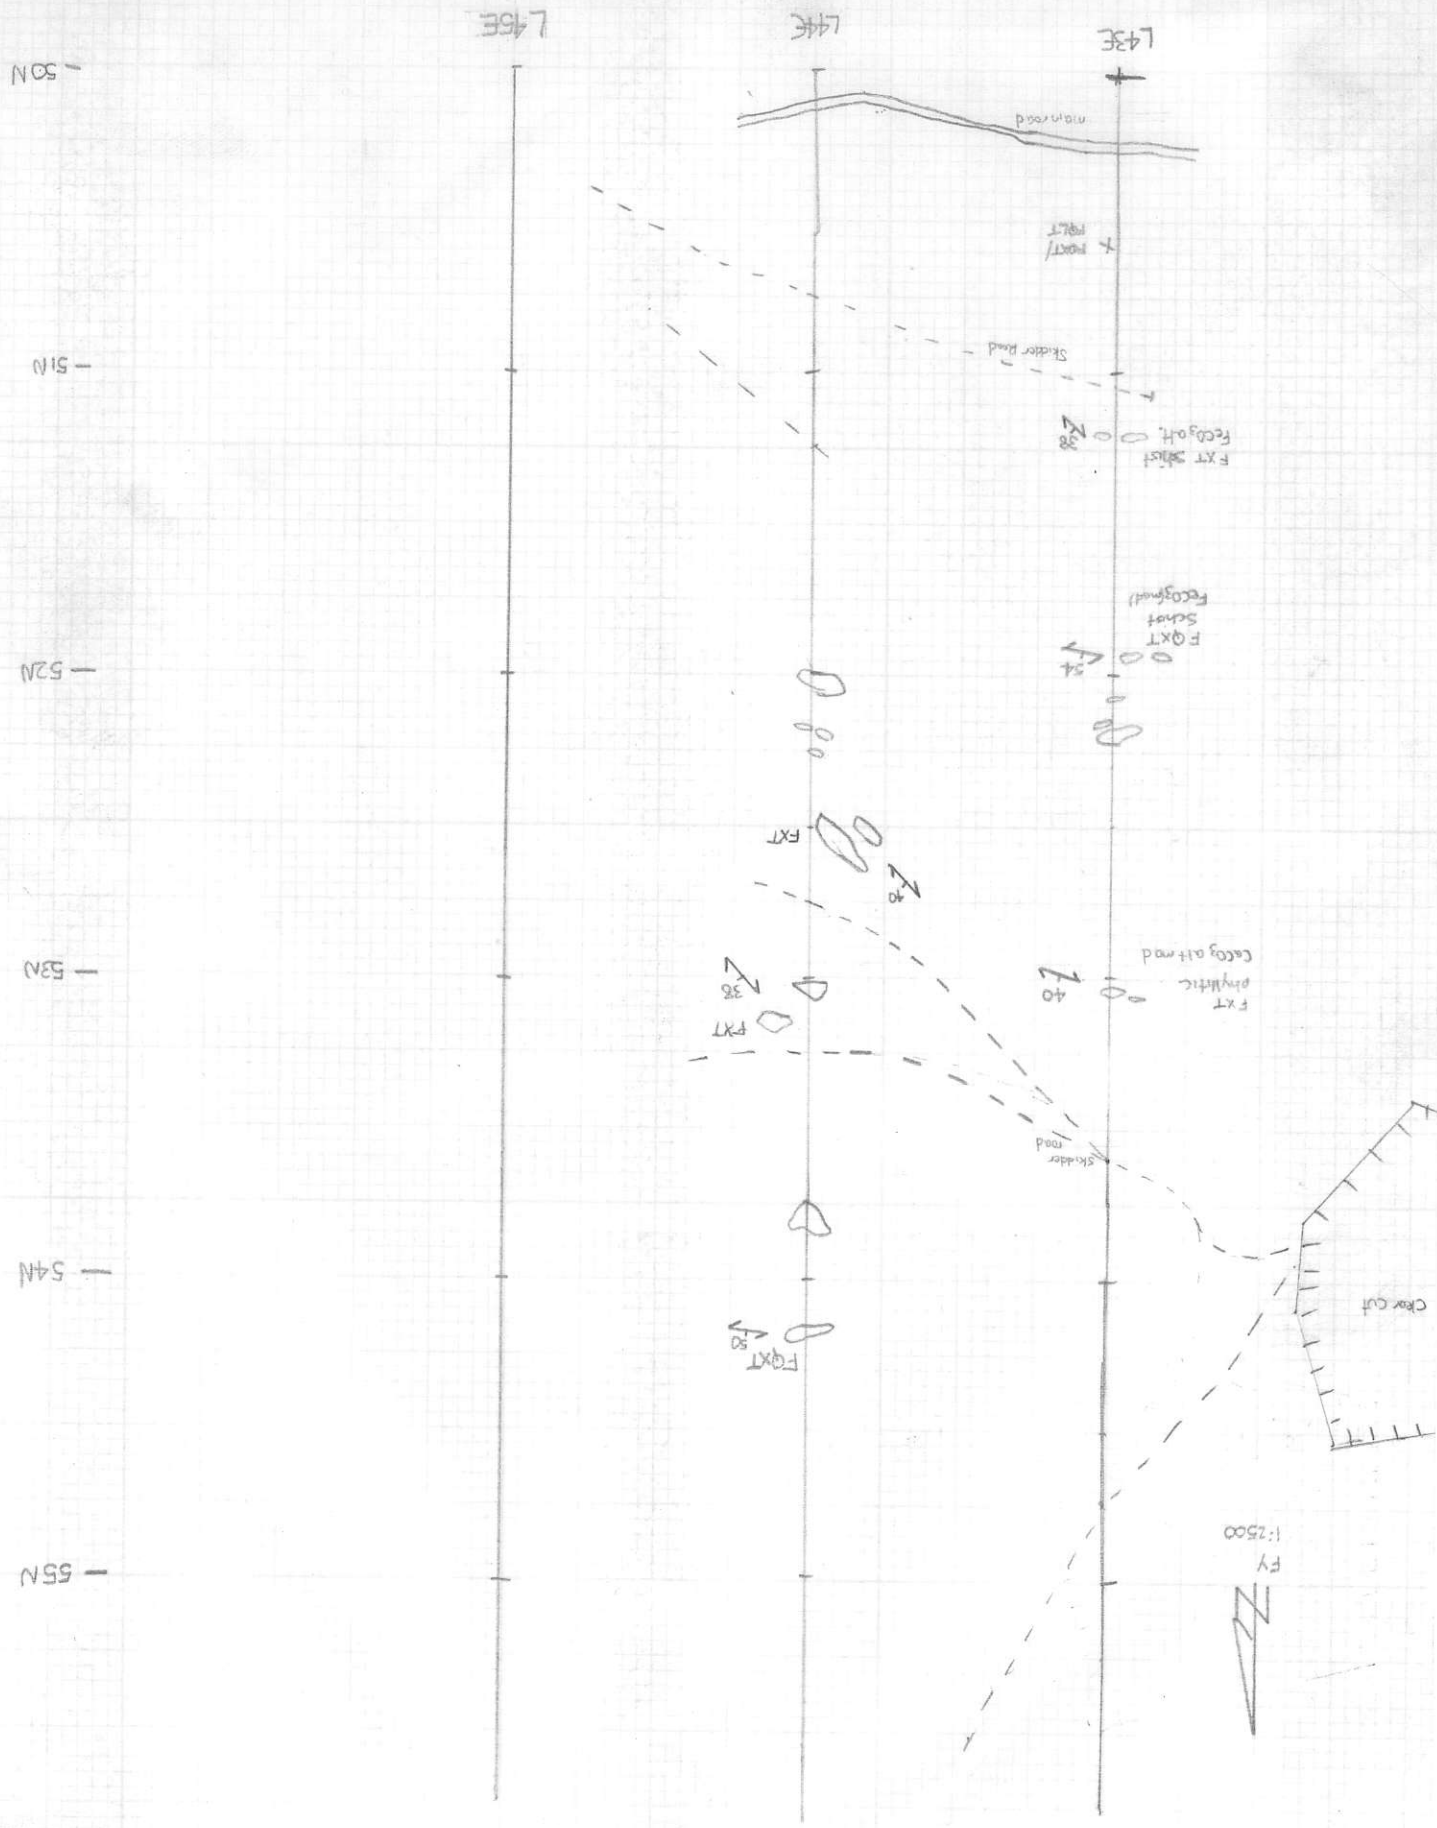 FY
1:2500
55N
clear cut
FQXT
50
54N
skidder
road
FXT
38
FXT
phyllitic
CaCO3 alt mod
40
53N
40
FXT
54
FQXT
Schist
FeCO3(mod)
52N
FXT schist
FeCO3 alt.
38
Skidder Road
51N
FQXT/
main road
50N
L43E
L44E
L45E